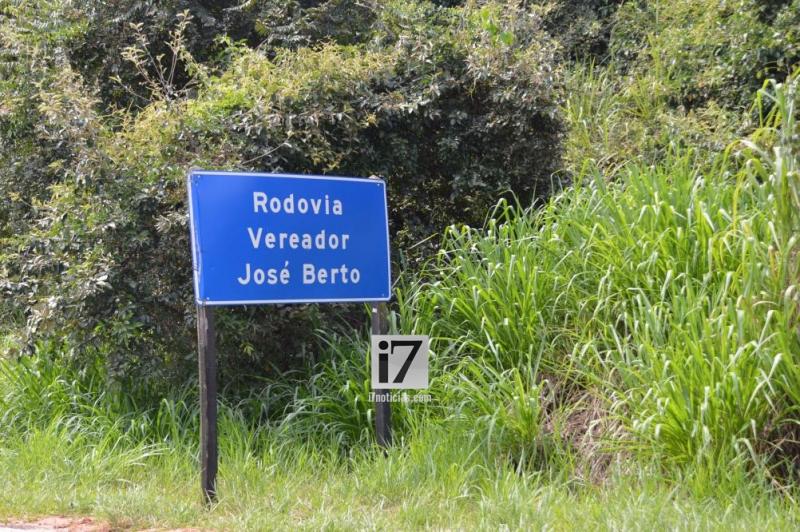 Rodovia
Vereador
José Berto
i7
i7noticias.com